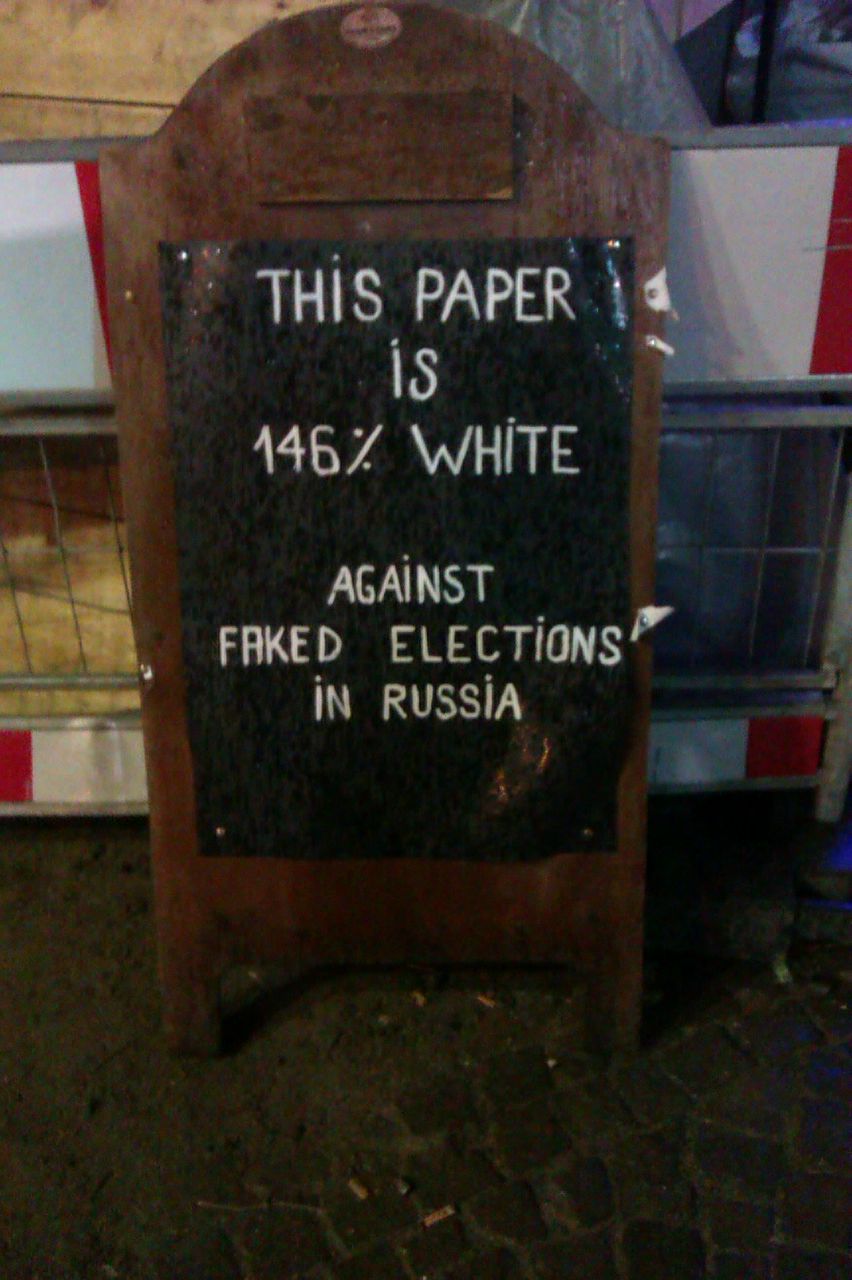 THIS PAPER
IS
146% WHITE
AGAINST
FAKED ELECTIONS
IN RUSSIA